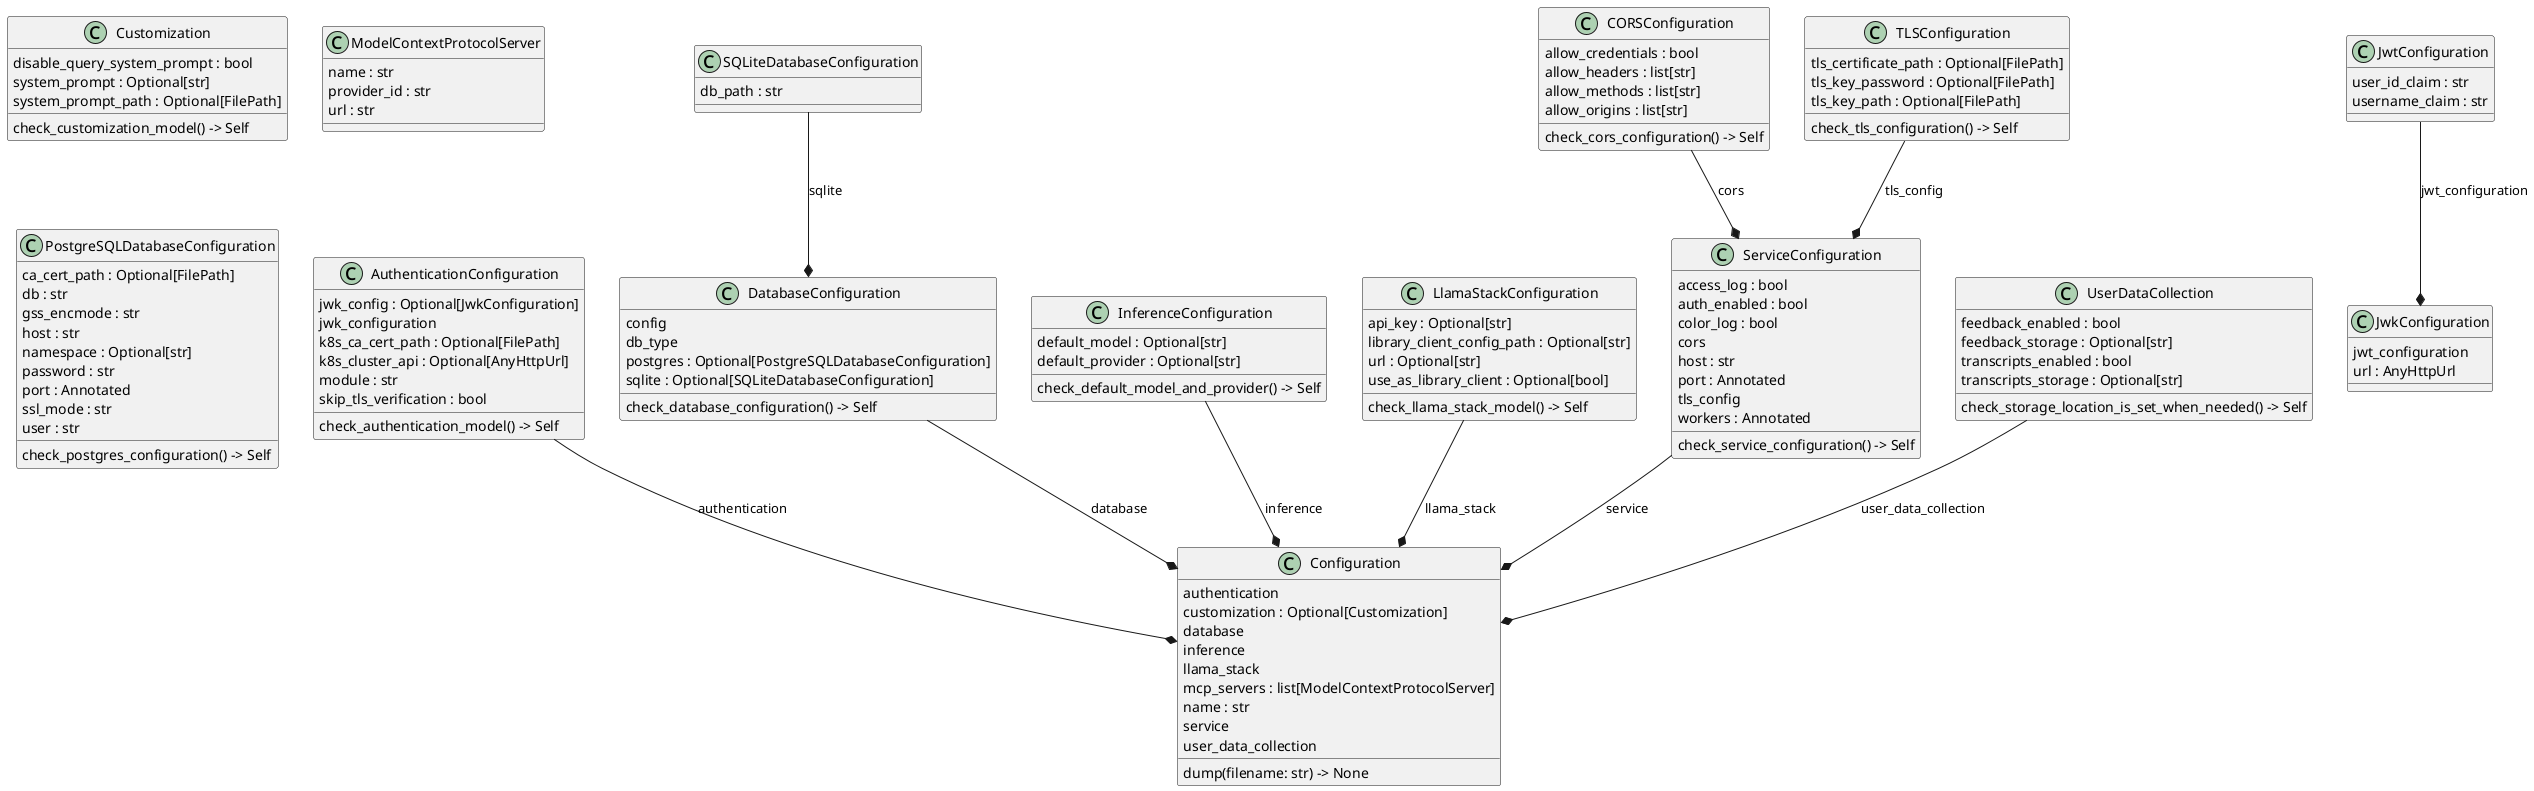 Customization
disable_query_system_prompt : bool
system_prompt : Optional[str]
system_prompt_path : Optional[FilePath]
check_customization_model() -> Self
ModelContextProtocolServer
name : str
provider_id : str
url : str
SQLiteDatabaseConfiguration
db_path : str
CORSConfiguration
allow_credentials : bool
allow_headers : list[str]
allow_methods : list[str]
allow_origins : list[str]
check_cors_configuration() -> Self
TLSConfiguration
tls_certificate_path : Optional[FilePath]
tls_key_password : Optional[FilePath]
tls_key_path : Optional[FilePath]
check_tls_configuration() -> Self
JwtConfiguration
user_id_claim : str
username_claim : str
sqlite
cors
tls_config
jwt_configuration
PostgreSQLDatabaseConfiguration
ca_cert_path : Optional[FilePath]
db : str
gss_encmode : str
host : str
namespace : Optional[str]
password : str
port : Annotated
ssl_mode : str
user : str
check_postgres_configuration() -> Self
AuthenticationConfiguration
jwk_config : Optional[JwkConfiguration]
jwk_configuration
k8s_ca_cert_path : Optional[FilePath]
k8s_cluster_api : Optional[AnyHttpUrl]
module : str
skip_tls_verification : bool
check_authentication_model() -> Self
DatabaseConfiguration
config
db_type
postgres : Optional[PostgreSQLDatabaseConfiguration]
sqlite : Optional[SQLiteDatabaseConfiguration]
check_database_configuration() -> Self
InferenceConfiguration
default_model : Optional[str]
default_provider : Optional[str]
check_default_model_and_provider() -> Self
LlamaStackConfiguration
api_key : Optional[str]
library_client_config_path : Optional[str]
url : Optional[str]
use_as_library_client : Optional[bool]
check_llama_stack_model() -> Self
ServiceConfiguration
access_log : bool
auth_enabled : bool
color_log : bool
cors
host : str
port : Annotated
tls_config
workers : Annotated
check_service_configuration() -> Self
UserDataCollection
feedback_enabled : bool
feedback_storage : Optional[str]
transcripts_enabled : bool
transcripts_storage : Optional[str]
check_storage_location_is_set_when_needed() -> Self
JwkConfiguration
jwt_configuration
url : AnyHttpUrl
authentication
database
inference
llama_stack
service
user_data_collection
Configuration
authentication
customization : Optional[Customization]
database
inference
llama_stack
mcp_servers : list[ModelContextProtocolServer]
name : str
service
user_data_collection
dump(filename: str) -> None
C
C
C
C
C
C
C
C
C
C
C
C
C
C